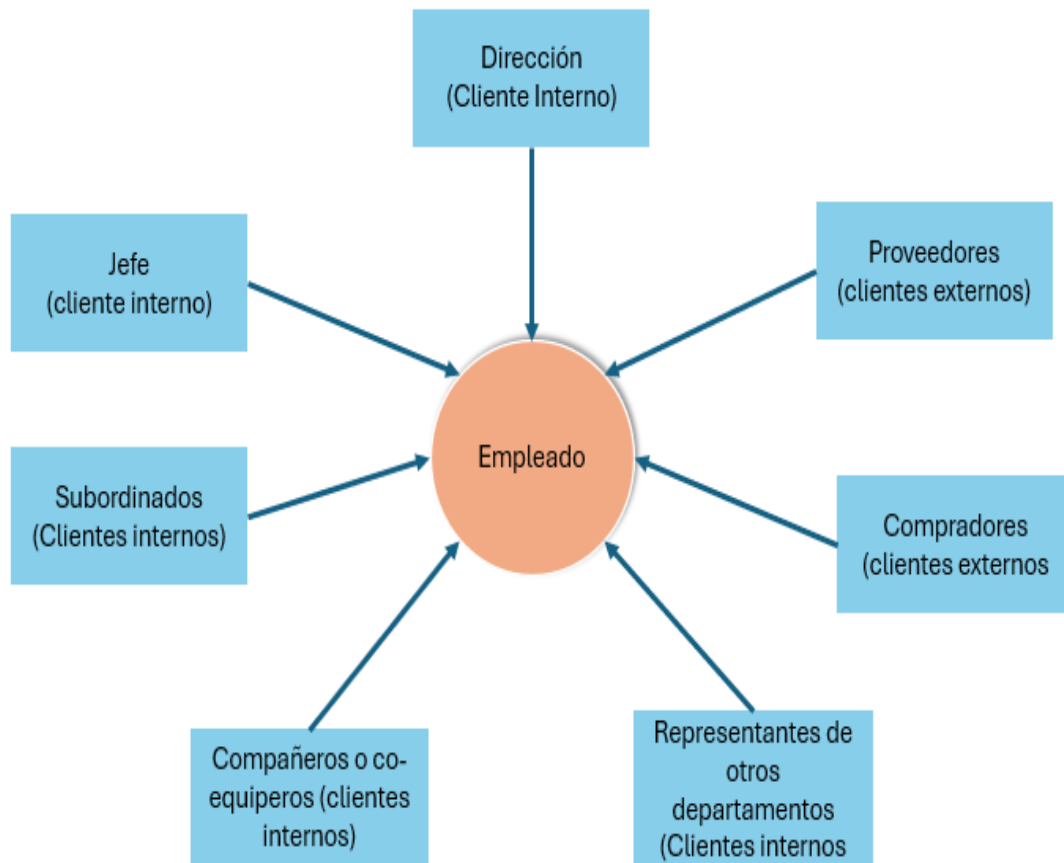 Dirección
(Cliente Interno)
Jefe
(cliente interno)
Proveedores
(clientes externos)
Empleado
Subordinados
(Clientes internos)
Compradores
(clientes externos
Compañeros o co-
equiperos (clientes
internos)
Representantes de
otros
departamentos
(Clientes internos